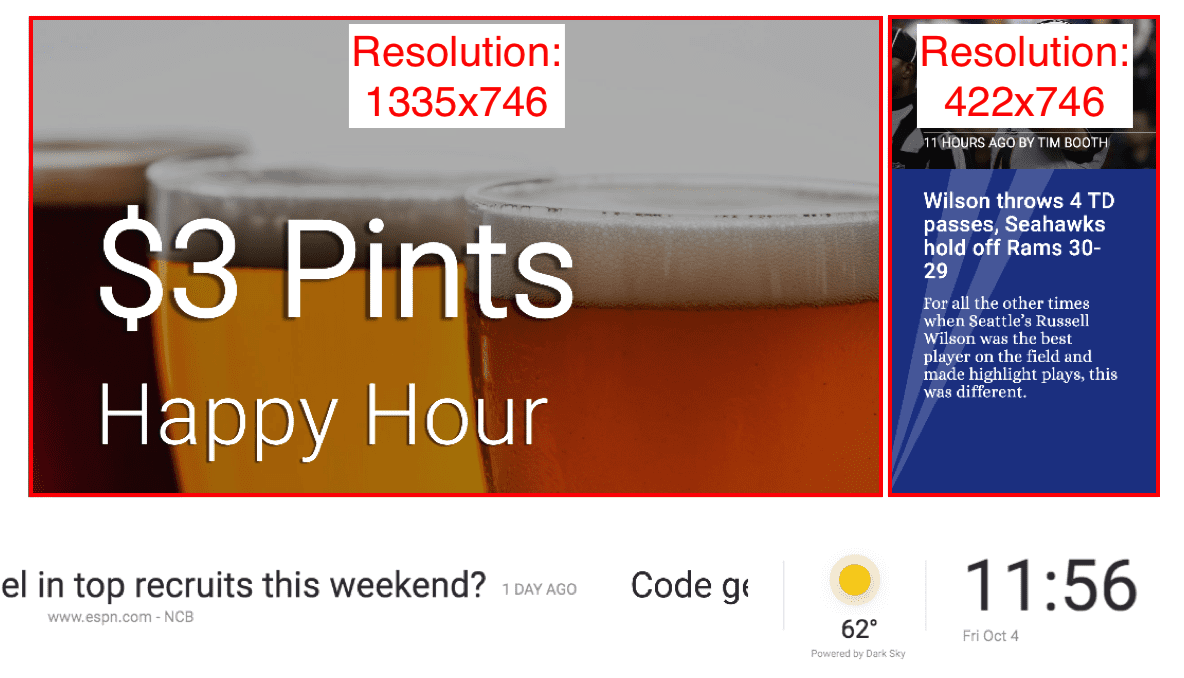 Resolution:
1335x746
$3 Pints
Happy Hour
Resolution:
422x746
11 HOURS AGO BY TIM BOOTH
Wilson throws 4 TD
passes, Seahawks
hold off Rams 30-
29
For all the other times
when Seattle's Russell
Wilson was the best
player on the field and
made highlight plays, this
was different.
el in top recruits this weekend? 1 DAY AGO
www.espn.com - NCB
Code ge
62°
Powered by Dark Sky
11:56
Fri Oct 4